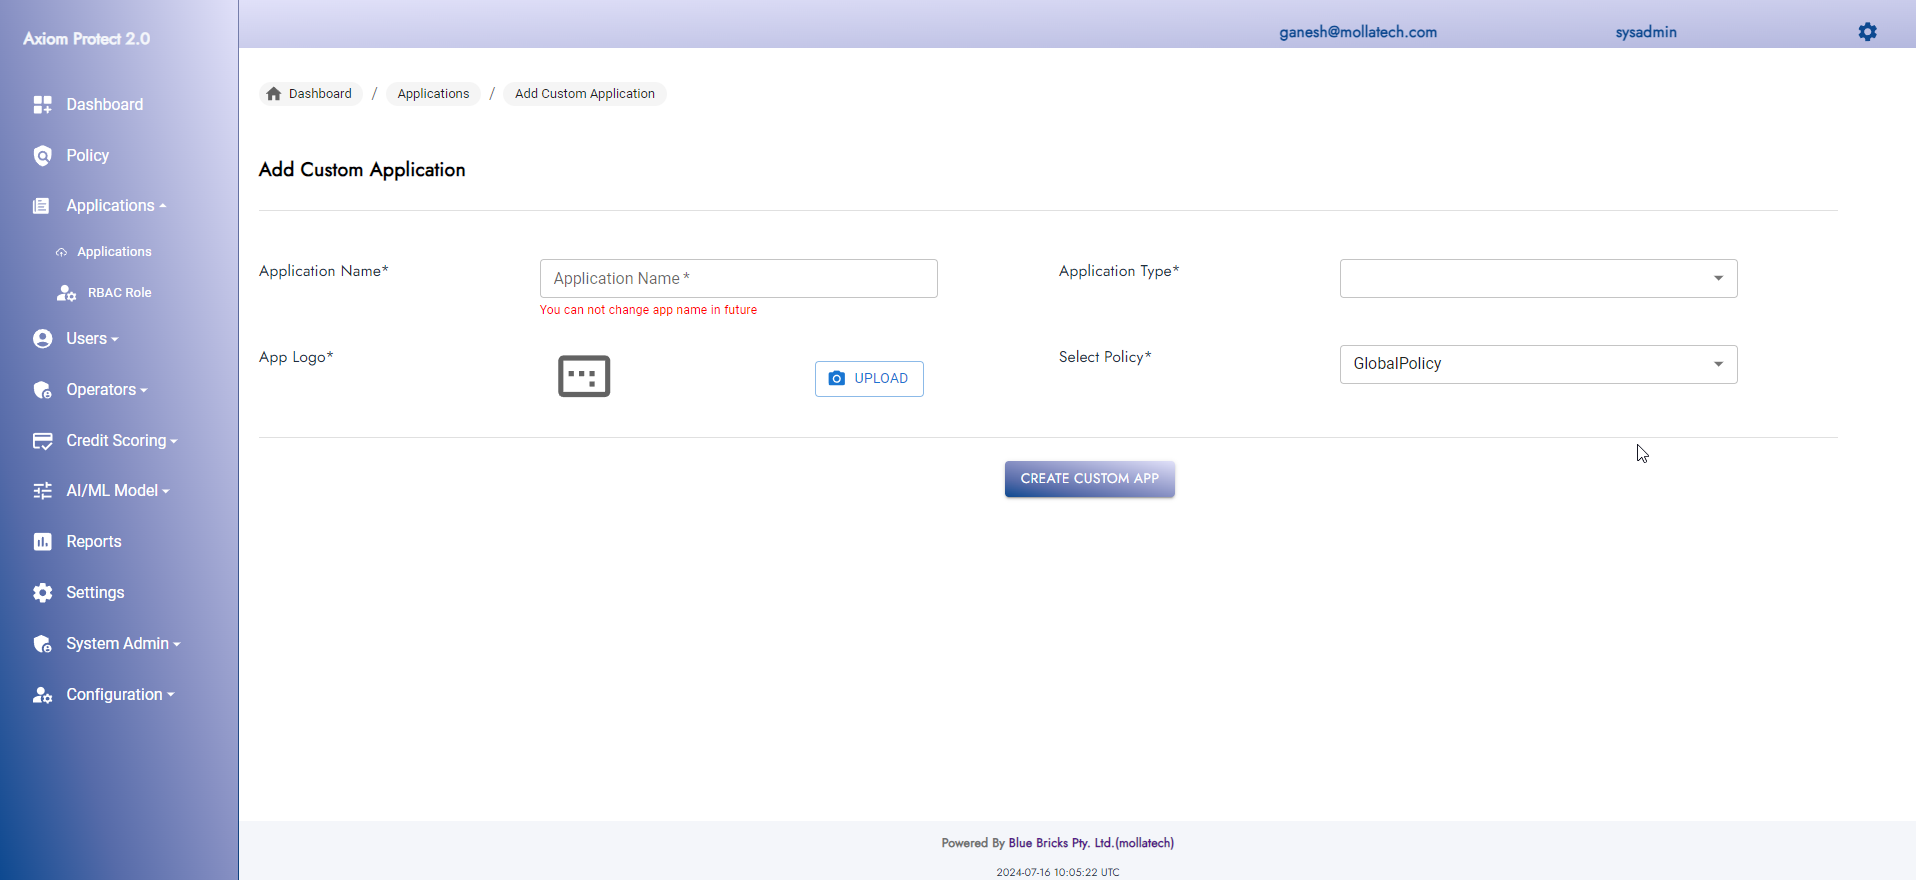 Axiom Protect 2.0
ganesh@mollatech.com
sysadmin
Dashboard
Policy
Applications
Applications
RBAC Role
Users
Operators
Credit Scoring
AI/ML Model
Reports
Settings
System Admin
Configuration
Dashboard / Applications / Add Custom Application
Add Custom Application
Application Name*
Application Name *
You can not change app name in future
Application Type*
App Logo*
UPLOAD
Select Policy*
GlobalPolicy
CREATE CUSTOM APP
Powered By Blue Bricks Pty. Ltd.(mollatech)
2024-07-16 10:05:22 UTC